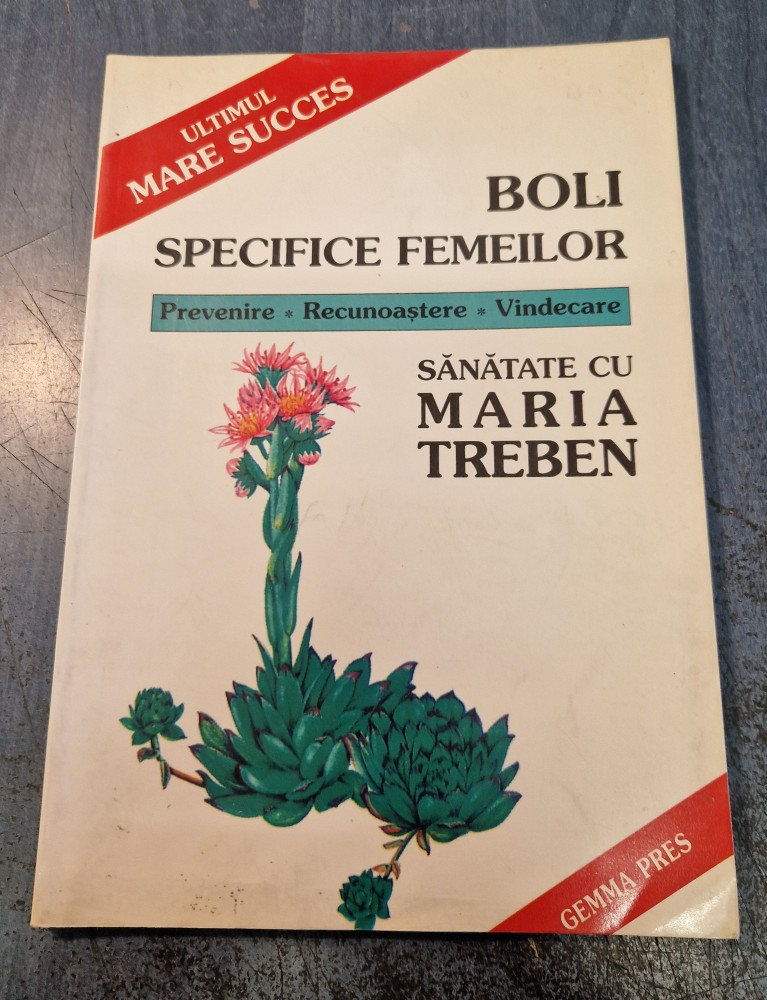 ULTIMUL
MARE SUCCES
BOLI
SPECIFICE FEMEILOR
Prevenire * Recunoaștere * Vindecare
SĂNĂTATE CU
MARIA
TREBEN
GEMMA PRES